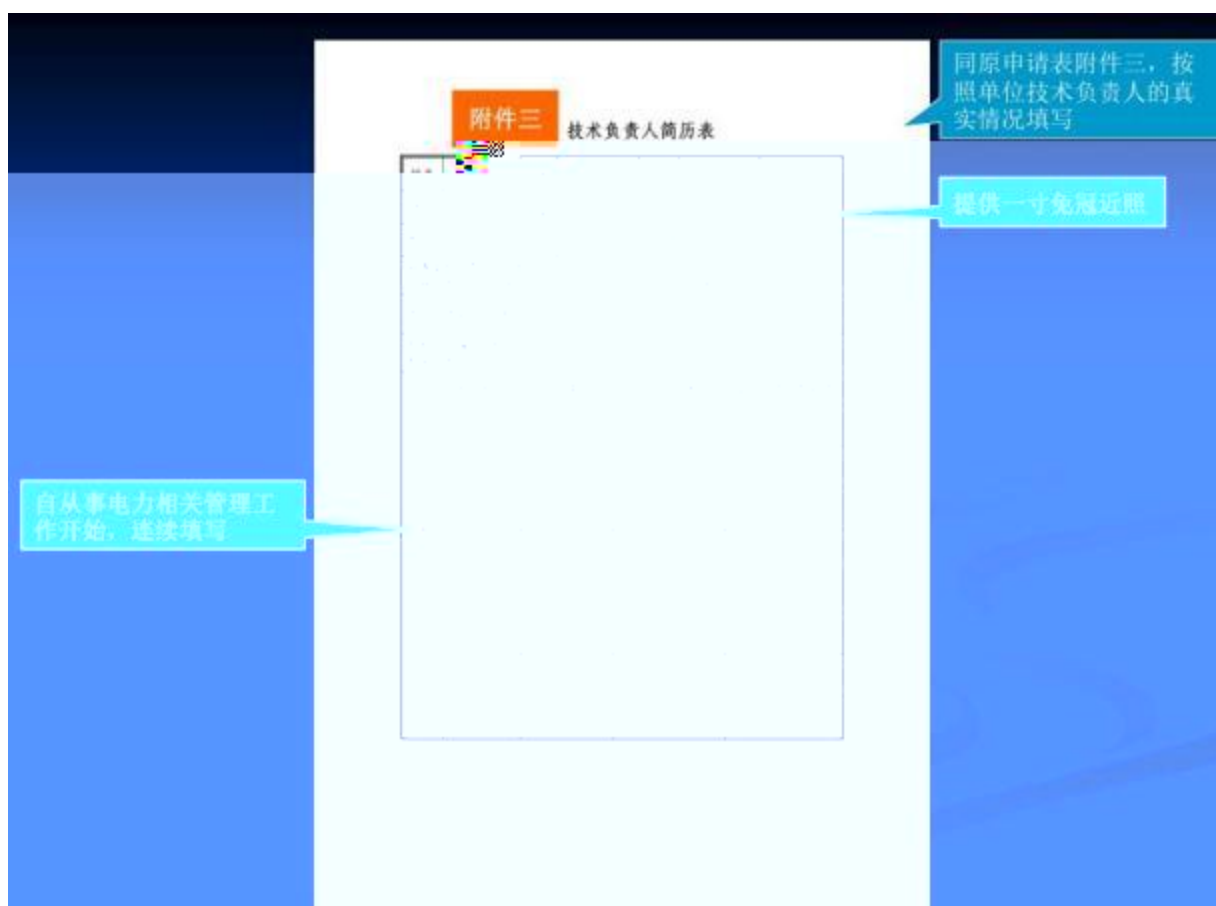 附件三
技术负责人简历表
同原申请表附件三，按
照单位技术负责人的真
实情况填写
提供一寸免冠近照
自从事电力相关管理工
作开始，连续填写